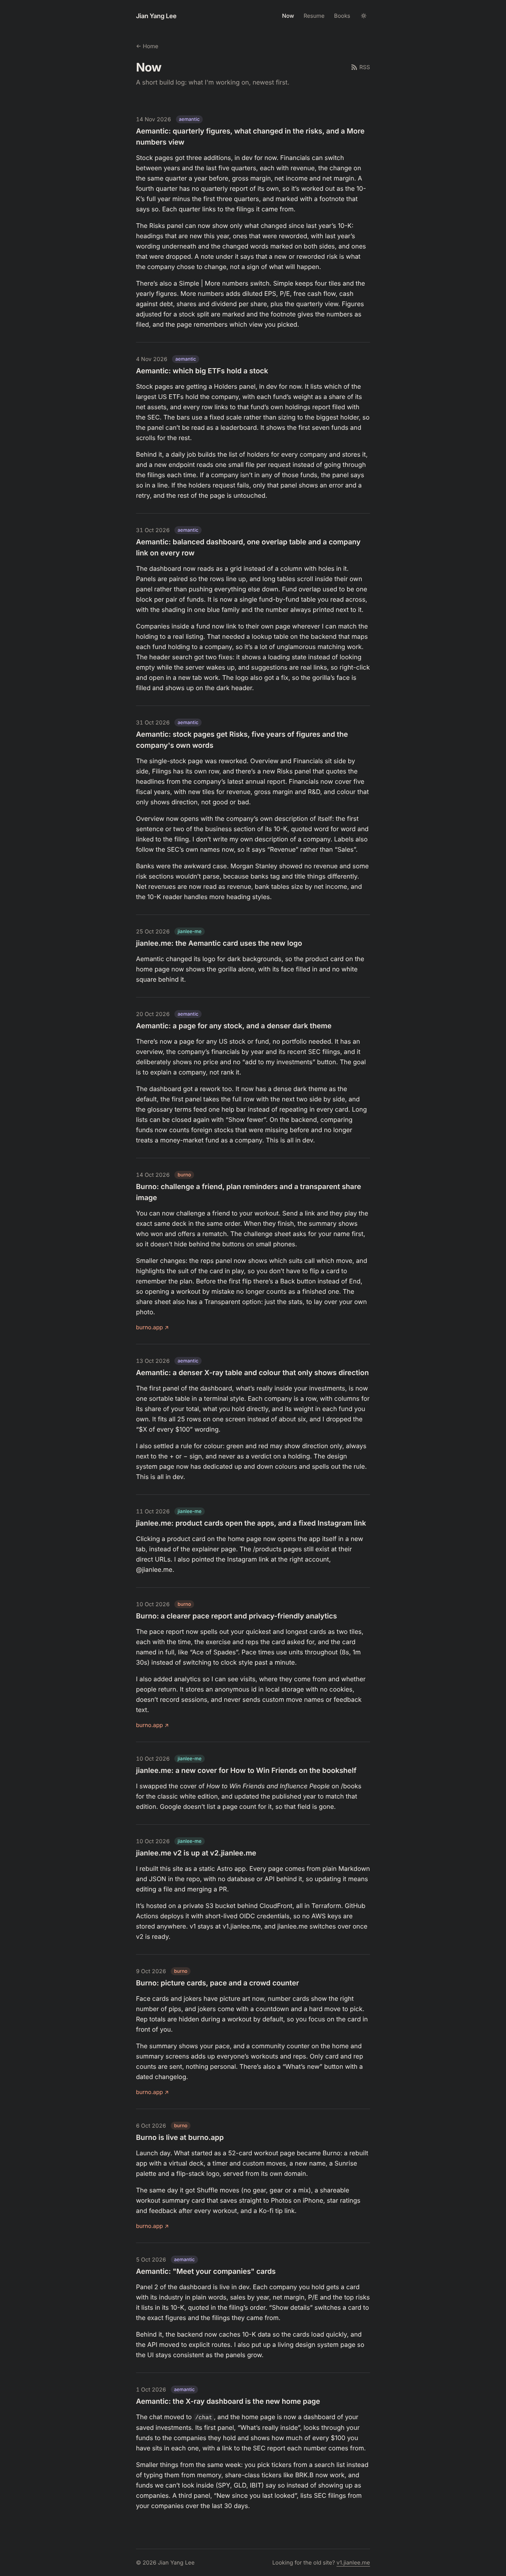 Jian Yang Lee
Now Resume Books
← Home
Now
RSS
A short build log: what I'm working on, newest first.
14 Nov 2026 aemantic
Aemantic: quarterly figures, what changed in the risks, and a More
numbers view
Stock pages got three additions, in dev for now. Financials can switch
between years and the last five quarters, each with revenue, the change on
the same quarter a year before, gross margin, net income and net margin. A
fourth quarter has no quarterly report of its own, so it's worked out as the 10-
K's full year minus the first three quarters, and marked with a footnote that
says so. Each quarter links to the filings it came from.
The Risks panel can now show only what changed since last year's 10-K:
headings that are new this year, ones that were reworded, with last year's
wording underneath and the changed words marked on both sides, and ones
that were dropped. A note under it says that a new or reworded risk is what
the company chose to change, not a sign of what will happen.
There's also a Simple | More numbers switch. Simple keeps four tiles and the
yearly figures. More numbers adds diluted EPS, P/E, free cash flow, cash
against debt, shares and dividend per share, plus the quarterly view. Figures
adjusted for a stock split are marked and the footnote gives the numbers as
filed, and the page remembers which view you picked.
4 Nov 2026 aemantic
Aemantic: which big ETFs hold a stock
Stock pages are getting a Holders panel, in dev for now. It lists which of the
largest US ETFs hold the company, with each fund's weight as a share of its
net assets, and every row links to that fund's own holdings report filed with
the SEC. The bars use a fixed scale rather than sizing to the biggest holder, so
the panel can't be read as a leaderboard. It shows the first seven funds and
scrolls for the rest.
Behind it, a daily job builds the list of holders for every company and stores it,
and a new endpoint reads one small file per request instead of going through
the filings each time. If a company isn't in any of those funds, the panel says
so in a line. If the holders request fails, only that panel shows an error and a
retry, and the rest of the page is untouched.
31 Oct 2026 aemantic
Aemantic: balanced dashboard, one overlap table and a company
link on every row
The dashboard now reads as a grid instead of a column with holes in it.
Panels are paired so the rows line up, and long tables scroll inside their own
panel rather than pushing everything else down. Fund overlap used to be one
block per pair of funds. It is now a single fund-by-fund table you read across,
with the shading in one blue family and the number always printed next to it.
Companies inside a fund now link to their own page wherever I can match the
holding to a real listing. That needed a lookup table on the backend that maps
each fund holding to a company, so it's a lot of unglamorous matching work.
The header search got two fixes: it shows a loading state instead of looking
empty while the server wakes up, and suggestions are real links, so right-click
and open in a new tab work. The logo also got a fix, so the gorilla's face is
filled and shows up on the dark header.
31 Oct 2026 aemantic
Aemantic: stock pages get Risks, five years of figures and the
company's own words
The single-stock page was reworked. Overview and Financials sit side by
side, Filings has its own row, and there's a new Risks panel that quotes the
headlines from the company's latest annual report. Financials now cover five
fiscal years, with new tiles for revenue, gross margin and R&D, and colour that
only shows direction, not good or bad.
Overview now opens with the company's own description of itself: the first
sentence or two of the business section of its 10-K, quoted word for word and
linked to the filing. I don't write my own description of a company. Labels also
follow the SEC's own names now, so it says "Revenue" rather than "Sales".
Banks were the awkward case. Morgan Stanley showed no revenue and some
risk sections wouldn't parse, because banks tag and title things differently.
Net revenues are now read as revenue, bank tables size by net income, and
the 10-K reader handles more heading styles.
25 Oct 2026 jianlee-me
jianlee.me: the Aemantic card uses the new logo
Aemantic changed its logo for dark backgrounds, so the product card on the
home page now shows the gorilla alone, with its face filled in and no white
square behind it.
20 Oct 2026 aemantic
Aemantic: a page for any stock, and a denser dark theme
There's now a page for any US stock or fund, no portfolio needed. It has an
overview, the company's financials by year and its recent SEC filings, and it
deliberately shows no price and no "add to my investments" button. The goal
is to explain a company, not rank it.
The dashboard got a rework too. It now has a dense dark theme as the
default, the first panel takes the full row with the next two side by side, and
the glossary terms feed one help bar instead of repeating in every card. Long
lists can be closed again with "Show fewer". On the backend, comparing
funds now counts foreign stocks that were missing before and no longer
treats a money-market fund as a company. This is all in dev.
14 Oct 2026 burno
Burno: challenge a friend, plan reminders and a transparent share
image
You can now challenge a friend to your workout. Send a link and they play the
exact same deck in the same order. When they finish, the summary shows
who won and offers a rematch. The challenge sheet asks for your name first,
so it doesn't hide behind the buttons on small phones.
Smaller changes: the reps panel now shows which suits call which move, and
highlights the suit of the card in play, so you don't have to flip a card to
remember the plan. Before the first flip there's a Back button instead of End,
so opening a workout by mistake no longer counts as a finished one. The
share sheet also has a Transparent option: just the stats, to lay over your own
photo.
burno.app ↗
13 Oct 2026 aemantic
Aemantic: a denser X-ray table and colour that only shows direction
The first panel of the dashboard, what's really inside your investments, is now
one sortable table in a terminal style. Each company is a row, with columns for
its share of your total, what you hold directly, and its weight in each fund you
own. It fits all 25 rows on one screen instead of about six, and I dropped the
"$X of every $100" wording.
I also settled a rule for colour: green and red may show direction only, always
next to the + or − sign, and never as a verdict on a holding. The design
system page now has dedicated up and down colours and spells out the rule.
This is all in dev.
11 Oct 2026 jianlee-me
jianlee.me: product cards open the apps, and a fixed Instagram link
Clicking a product card on the home page now opens the app itself in a new
tab, instead of the explainer page. The /products pages still exist at their
direct URLs. I also pointed the Instagram link at the right account,
@jianlee.me.
10 Oct 2026 burno
Burno: a clearer pace report and privacy-friendly analytics
The pace report now spells out your quickest and longest cards as two tiles,
each with the time, the exercise and reps the card asked for, and the card
named in full, like "Ace of Spades". Pace times use units throughout (8s, 1m
30s) instead of switching to clock style past a minute.
I also added analytics so I can see visits, where they come from and whether
people return. It stores an anonymous id in local storage with no cookies,
doesn't record sessions, and never sends custom move names or feedback
text.
burno.app ↗
10 Oct 2026 jianlee-me
jianlee.me: a new cover for How to Win Friends on the bookshelf
I swapped the cover of How to Win Friends and Influence People on /books
for the classic white edition, and updated the published year to match that
edition. Google doesn't list a page count for it, so that field is gone.
10 Oct 2026 jianlee-me
jianlee.me v2 is up at v2.jianlee.me
I rebuilt this site as a static Astro app. Every page comes from plain Markdown
and JSON in the repo, with no database or API behind it, so updating it means
editing a file and merging a PR.
It's hosted on a private S3 bucket behind CloudFront, all in Terraform. GitHub
Actions deploys it with short-lived OIDC credentials, so no AWS keys are
stored anywhere. v1 stays at v1.jianlee.me, and jianlee.me switches over once
v2 is ready.
9 Oct 2026 burno
Burno: picture cards, pace and a crowd counter
Face cards and jokers have picture art now, number cards show the right
number of pips, and jokers come with a countdown and a hard move to pick.
Rep totals are hidden during a workout by default, so you focus on the card in
front of you.
The summary shows your pace, and a community counter on the home and
summary screens adds up everyone's workouts and reps. Only card and rep
counts are sent, nothing personal. There's also a "What's new" button with a
dated changelog.
burno.app ↗
6 Oct 2026 burno
Burno is live at burno.app
Launch day. What started as a 52-card workout page became Burno: a rebuilt
app with a virtual deck, a timer and custom moves, a new name, a Sunrise
palette and a flip-stack logo, served from its own domain.
The same day it got Shuffle moves (no gear, gear or a mix), a shareable
workout summary card that saves straight to Photos on iPhone, star ratings
and feedback after every workout, and a Ko-fi tip link.
burno.app ↗
5 Oct 2026 aemantic
Aemantic: "Meet your companies" cards
Panel 2 of the dashboard is live in dev. Each company you hold gets a card
with its industry in plain words, sales by year, net margin, P/E and the top risks
it lists in its 10-K, quoted in the filing's order. "Show details" switches a card to
the exact figures and the filings they came from.
Behind it, the backend now caches 10-K data so the cards load quickly, and
the API moved to explicit routes. I also put up a living design system page so
the UI stays consistent as the panels grow.
1 Oct 2026 aemantic
Aemantic: the X-ray dashboard is the new home page
The chat moved to /chat, and the home page is now a dashboard of your
saved investments. Its first panel, "What's really inside", looks through your
funds to the companies they hold and shows how much of every $100 you
have sits in each one, with a link to the SEC report each number comes from.
Smaller things from the same week: you pick tickers from a search list instead
of typing them from memory, share-class tickers like BRK.B now work, and
funds we can't look inside (SPY, GLD, IBIT) say so instead of showing up as
companies. A third panel, "New since you last looked", lists SEC filings from
your companies over the last 30 days.
© 2026 Jian Yang Lee
Looking for the old site? v1.jianlee.me